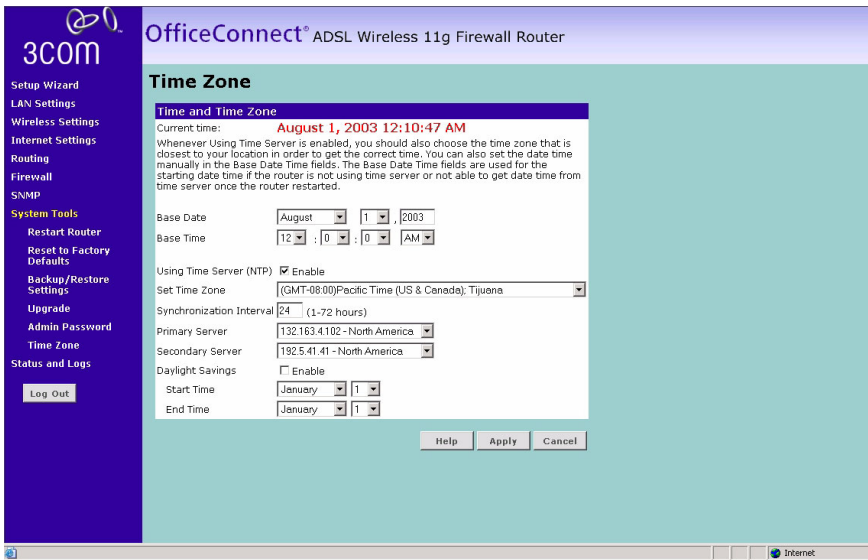 3COM
OfficeConnect® ADSL Wireless 11g Firewall Router
Setup Wizard
LAN Settings
Wireless Settings
Internet Settings
Routing
Firewall
SNMP
System Tools
Restart Router
Reset to Factory
Defaults
Backup/Restore
Settings
Upgrade
Admin Password
Time Zone
Status and Logs
Log Out
Time Zone
Time and Time Zone
Current time: August 1, 2003 12:10:47 AM
Whenever Using Time Server is enabled, you should also choose the time zone that is
closest to your location in order to get the correct time. You can also set the date time
manually in the Base Date Time fields. The Base Date Time fields are used for the
starting date time if the router is not using time server or not able to get date time from
time server once the router restarted.
Base Date August 1 , 2003
Base Time 12 : 0 : 0 AM
Using Time Server (NTP) Enable
Set Time Zone (GMT-08:00)Pacific Time (US & Canada); Tijuana
Synchronization Interval 24 (1-72 hours)
Primary Server 132.163.4.102 - North America
Secondary Server 192.5.41.41 - North America
Daylight Savings Enable
Start Time January 1
End Time January 1
Help Apply Cancel
Internet